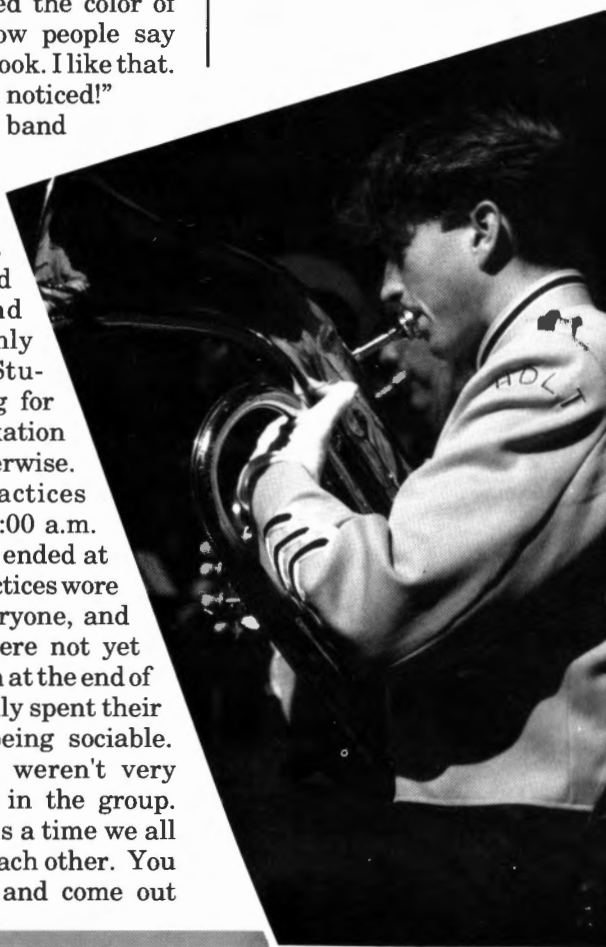 ed the color of
ow people say
ook. I like that.
noticed!”
band
d
nd
nly
Stu-
g for
xation
erwise.
actices
:00 a.m.
ended at
ctices wore
ryone, and
ere not yet
at the end of
ly spent their
eing sociable.
weren't very
in the group.
s a time we all
ach other. You
and come out
HOLT